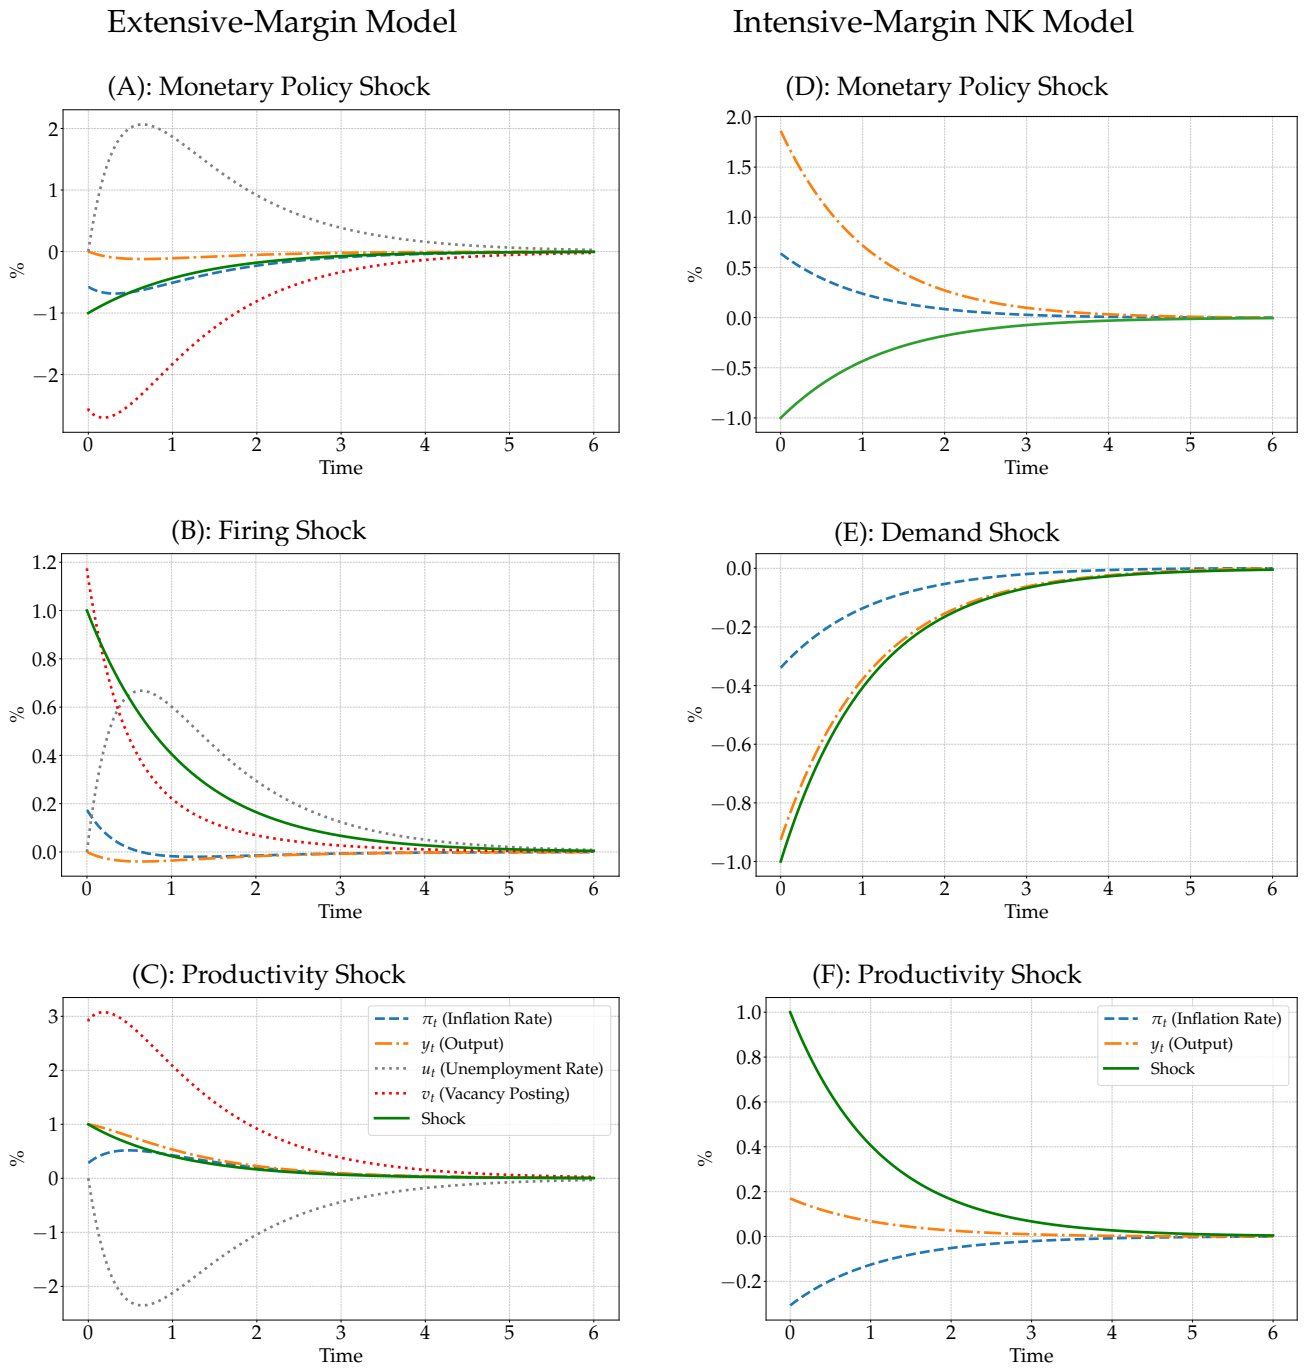 Extensive-Margin Model
Intensive-Margin NK Model
(A): Monetary Policy Shock
2
1
0
−1
−2
%
0 1 2 3 4 5 6
Time
(D): Monetary Policy Shock
2.0
1.5
1.0
0.5
0.0
−0.5
−1.0
%
0 1 2 3 4 5 6
Time
(B): Firing Shock
1.2
1.0
0.8
0.6
0.4
0.2
0.0
%
0 1 2 3 4 5 6
Time
(E): Demand Shock
0.0
−0.2
−0.4
−0.6
−0.8
−1.0
%
0 1 2 3 4 5 6
Time
(C): Productivity Shock
3
2
1
0
−1
−2
%
π_t (Inflation Rate)
y_t (Output)
u_t (Unemployment Rate)
v_t (Vacancy Posting)
Shock
0 1 2 3 4 5 6
Time
(F): Productivity Shock
1.0
0.8
0.6
0.4
0.2
0.0
−0.2
%
π_t (Inflation Rate)
y_t (Output)
Shock
0 1 2 3 4 5 6
Time